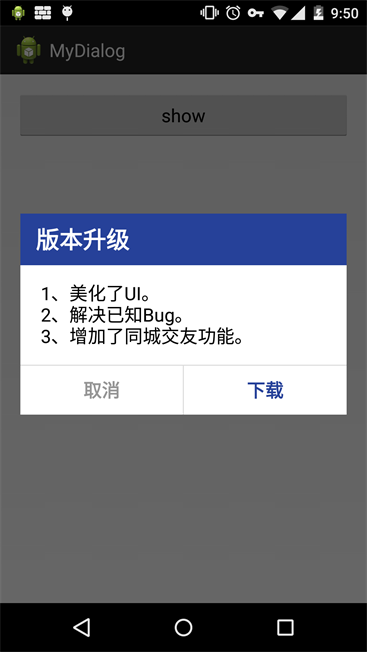 9:50
MyDialog
show
版本升级
1、美化了UI。
2、解决已知Bug。
3、增加了同城交友功能。
取消
下载